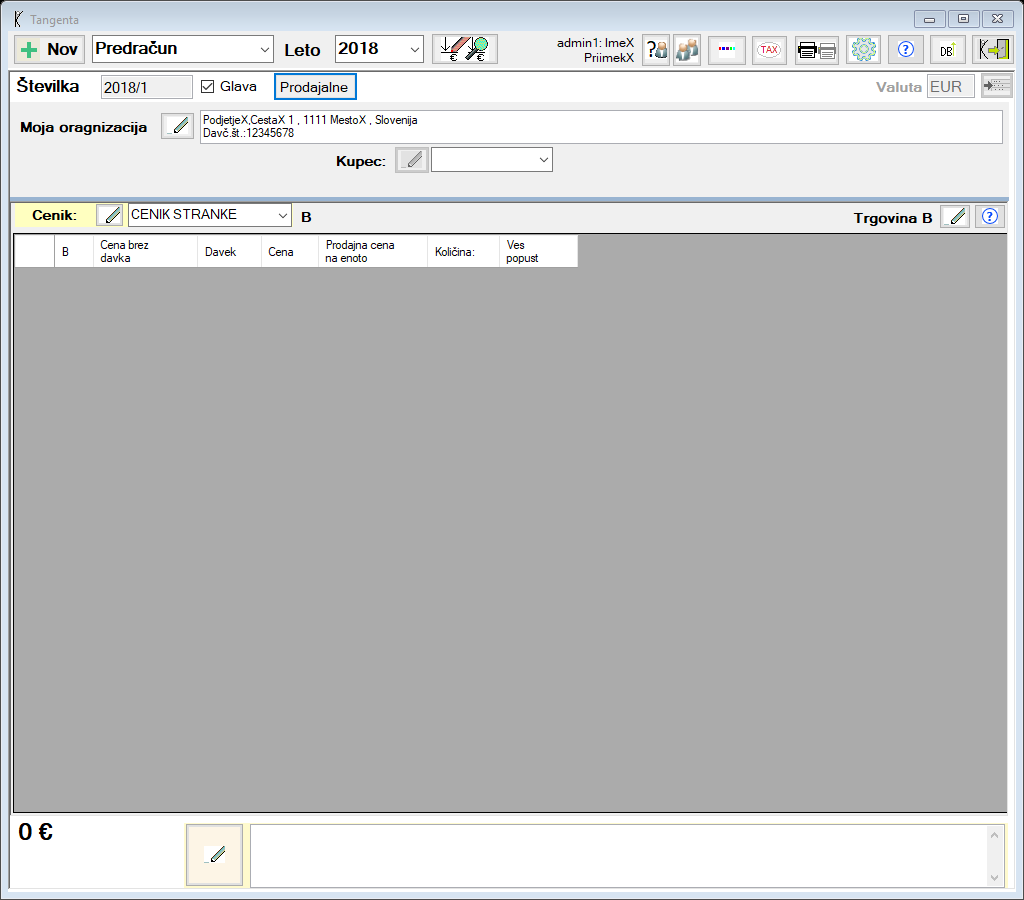 Tangenta
Nov
Predračun
Leto
2018
€
€
admin1: ImeX
PriimekX
?
TAX
?
DB
Številka
2018/1
Glava
Prodajalne
Valuta
EUR
Moja oragnizacija
PodjetjeX,CestaX 1 , 1111 MestoX , Slovenija
Davč.št.:12345678
Kupec:
Cenik:
CENIK STRANKE
B
Trgovina B
?
B
Cena brez
davka
Davek
Cena
Prodajna cena
na enoto
Količina:
Ves
popust
0 €